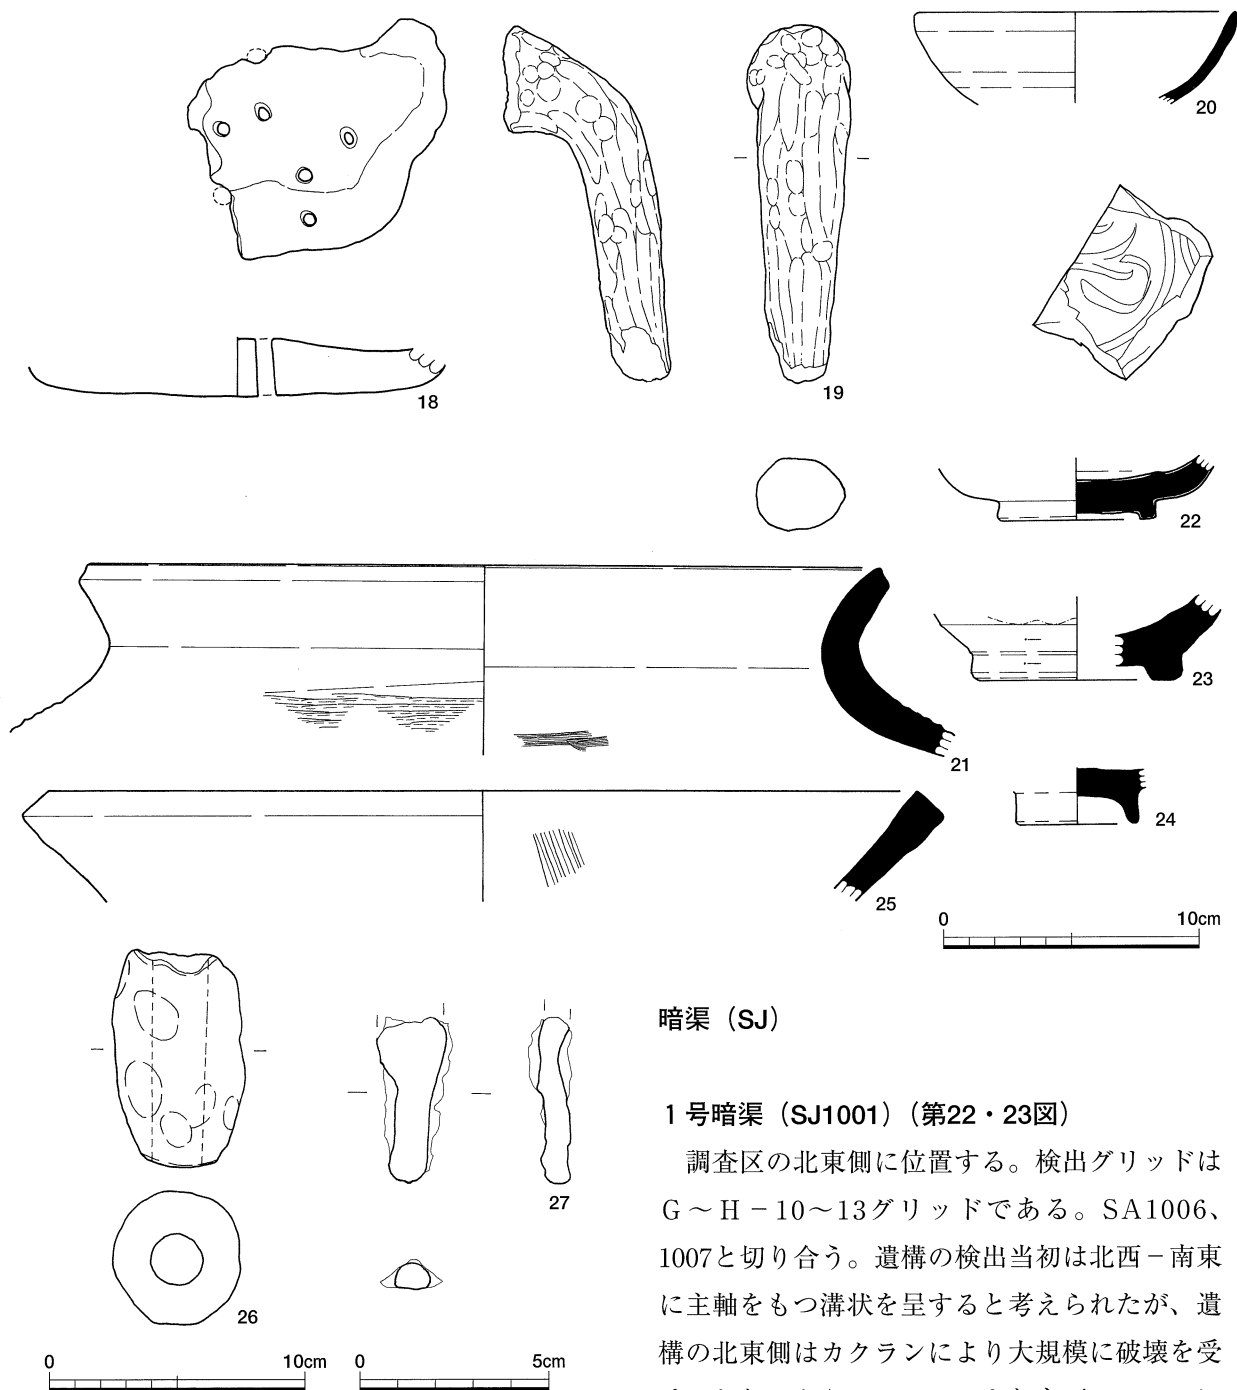 18
19
20
21
22
23
24
25
0 10cm
26
27
0 10cm
0 5cm
暗渠（SJ）
1号暗渠（SJ1001）（第22・23図）
調査区の北東側に位置する。検出グリッドは
G～H－10～13グリッドである。SA1006、
1007と切り合う。遺構の検出当初は北西－南東
に主軸をもつ溝状を呈すると考えられたが、遺
構の北東側はカクランにより大規模に破壊を受